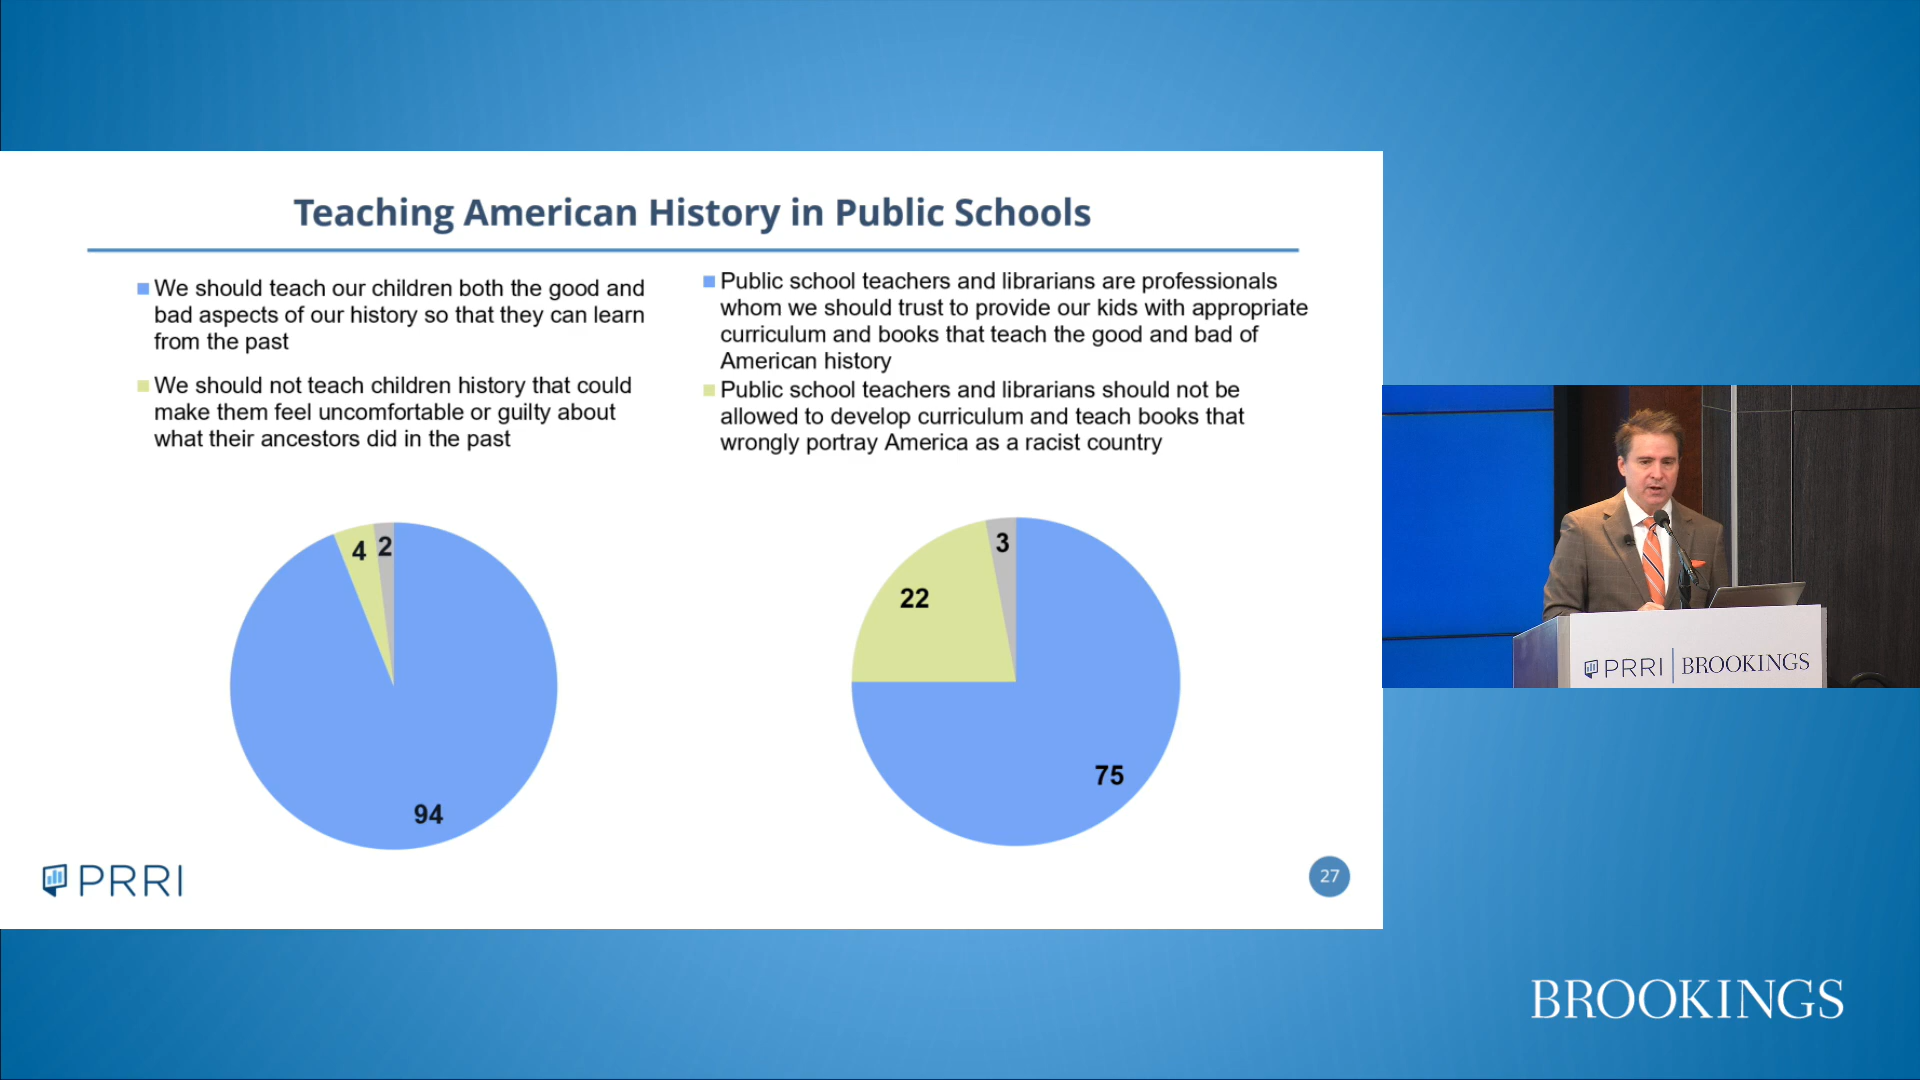 Teaching American History in Public Schools
We should teach our children both the good and
bad aspects of our history so that they can learn
from the past
We should not teach children history that could
make them feel uncomfortable or guilty about
what their ancestors did in the past
Public school teachers and librarians are professionals
whom we should trust to provide our kids with appropriate
curriculum and books that teach the good and bad of
American history
Public school teachers and librarians should not be
allowed to develop curriculum and teach books that
wrongly portray America as a racist country
4 2
94
3
22
75
PRRI
27
PRRI | BROOKINGS
BROOKINGS